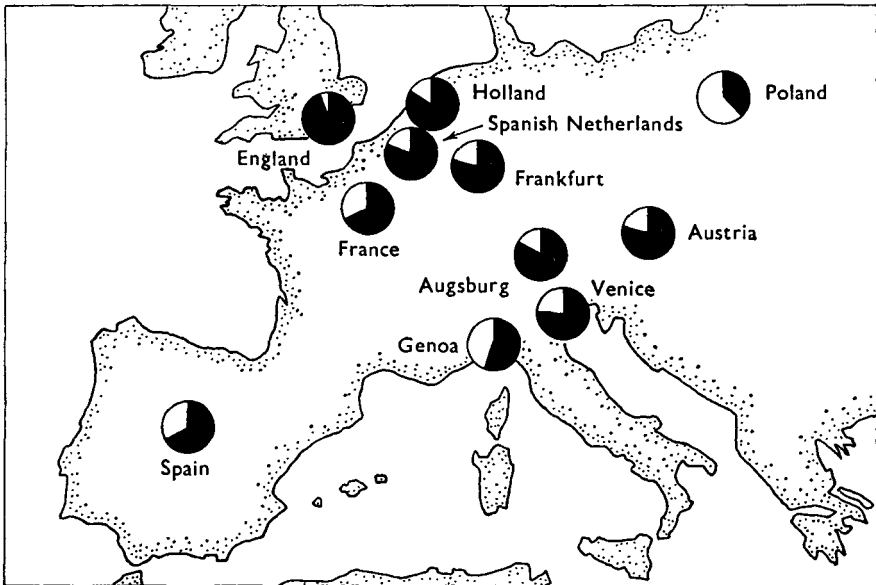 Holland
Poland
Spanish Netherlands
England
Frankfurt
France
Austria
Augsburg
Venice
Genoa
Spain